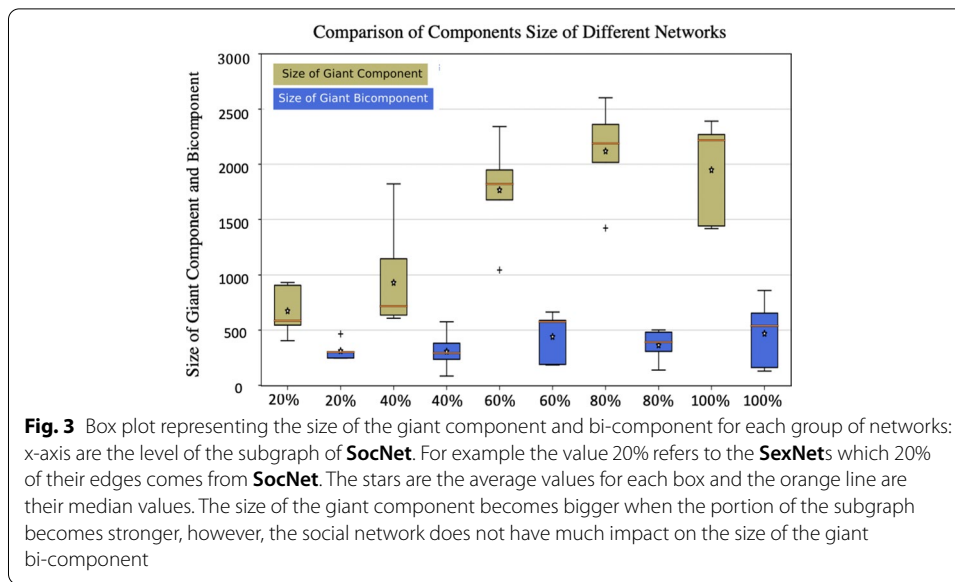 Comparison of Components Size of Different Networks
Size of Giant Component and Bicomponent
3000
2500
2000
1500
1000
500
0
Size of Giant Component
Size of Giant Bicomponent
20% 20% 40% 40% 60% 60% 80% 80% 100% 100%
Fig. 3 Box plot representing the size of the giant component and bi-component for each group of networks:
x-axis are the level of the subgraph of SocNet. For example the value 20% refers to the SexNets which 20%
of their edges comes from SocNet. The stars are the average values for each box and the orange line are
their median values. The size of the giant component becomes bigger when the portion of the subgraph
becomes stronger, however, the social network does not have much impact on the size of the giant
bi-component